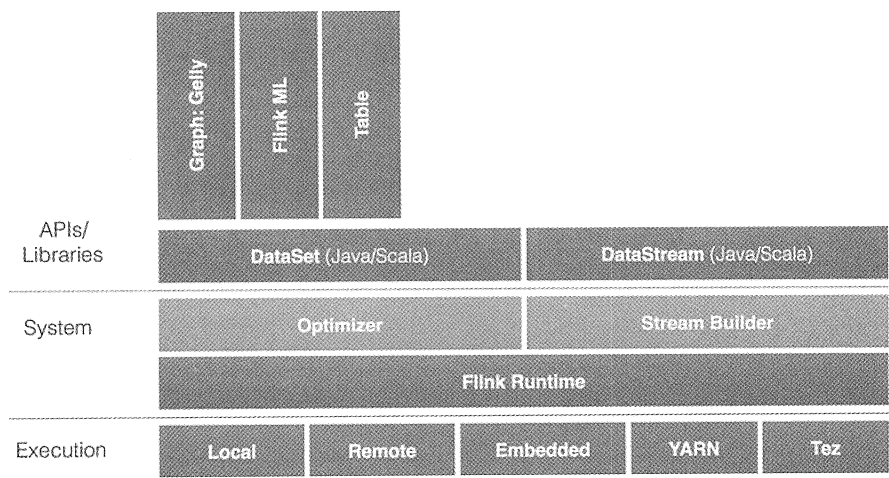 Graph: Gelly
Flink ML
Table
APIs/
Libraries
DataSet (Java/Scala)
DataStream (Java/Scala)
System
Optimizer
Stream Builder
Flink Runtime
Execution
Local
Remote
Embedded
YARN
Tez